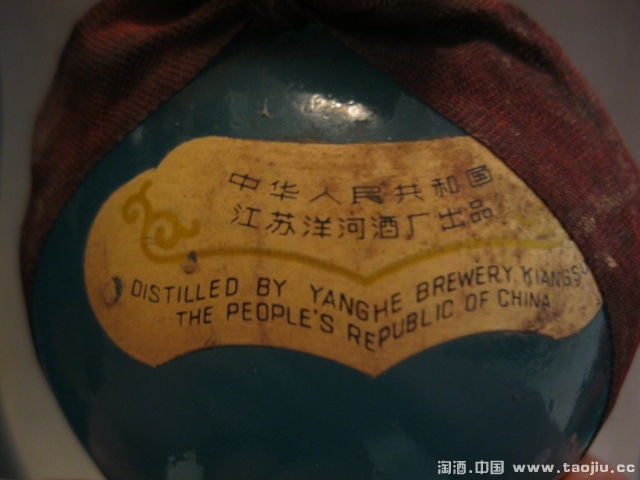 中华人民共和国
江苏洋河酒厂出品
DISTILLED BY YANGHE BREWERY KIANGSU
THE PEOPLE'S REPUBLIC OF CHINA
淘酒.中国 www.taojiu.cc